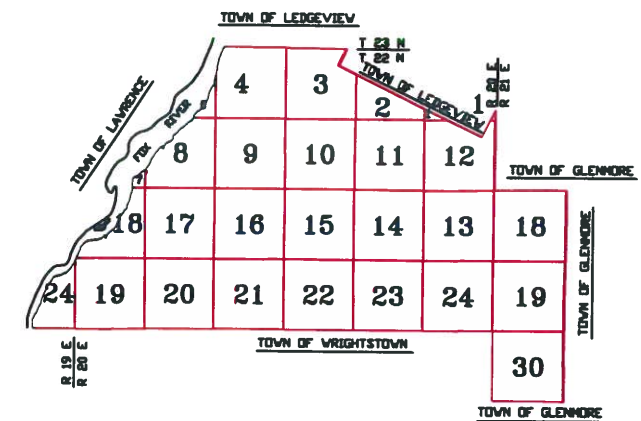 TOWN OF LEDGEVIEW
T 23 N
T 22 N
TOWN OF LEDGEVIEW
R 20 E
R 21 E
TOWN OF LAWRENCE
FOX RIVER
4
3
2
1
8
9
10
11
12
TOWN OF GLENMORE
18
17
16
15
14
13
18
TOWN OF GLENMORE
24
19
20
21
22
23
24
19
R 19 E
R 20 E
TOWN OF WRIGHTSTOWN
30
TOWN OF GLENMORE